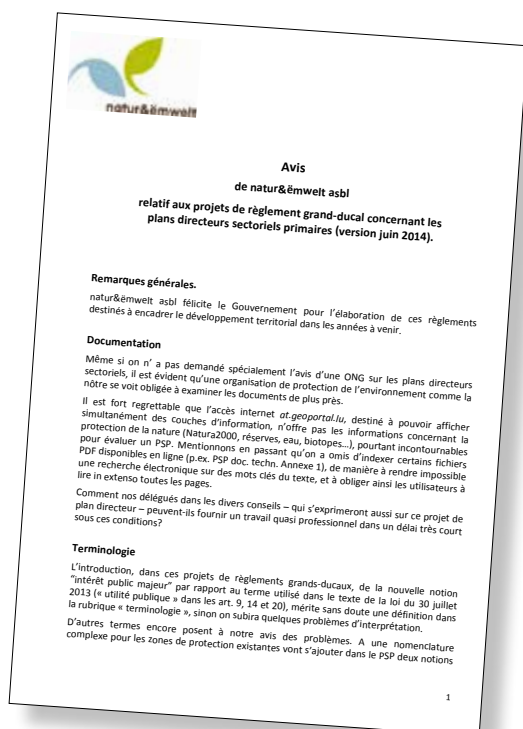 natur&ëmwelt
Avis
de natur&ëmwelt asbl
relatif aux projets de règlement grand-ducal concernant les
plans directeurs sectoriels primaires (version juin 2014).
Remarques générales.
natur&ëmwelt asbl félicite le Gouvernement pour l'élaboration de ces règlements
destinés à encadrer le développement territorial dans les années à venir.
Documentation
Même si on n' a pas demandé spécialement l'avis d'une ONG sur les plans directeurs
sectoriels, il est évident qu'une organisation de protection de l'environnement comme la
nôtre se voit obligée à examiner les documents de plus près.
Il est fort regrettable que l'accès internet at.geoportal.lu, destiné à pouvoir afficher
simultanément des couches d'information, n'offre pas les informations concernant la
protection de la nature (Natura2000, réserves, eau, biotopes...), pourtant incontournables
pour évaluer un PSP. Mentionnons en passant qu'on a omis d'indexer certains fichiers
PDF disponibles en ligne (p.ex. PSP doc. techn. Annexe 1), de manière à rendre impossible
une recherche électronique sur des mots clés du texte, et à obliger ainsi les utilisateurs à
lire in extenso toutes les pages.
Comment nos délégués dans les divers conseils – qui s'exprimeront aussi sur ce projet de
plan directeur – peuvent-ils fournir un travail quasi professionnel dans un délai très court
sous ces conditions?
Terminologie
L'introduction, dans ces projets de règlements grands-ducaux, de la nouvelle notion
"intérêt public majeur" par rapport au terme utilisé dans le texte de la loi du 30 juillet
2013 (« utilité publique » dans les art. 9, 14 et 20), mérite sans doute une définition dans
la rubrique « terminologie », sinon on subira quelques problèmes d'interprétation.
D'autres termes encore posent à notre avis des problèmes. A une nomenclature
complexe pour les zones de protection existantes vont s'ajouter dans le PSP deux notions
1